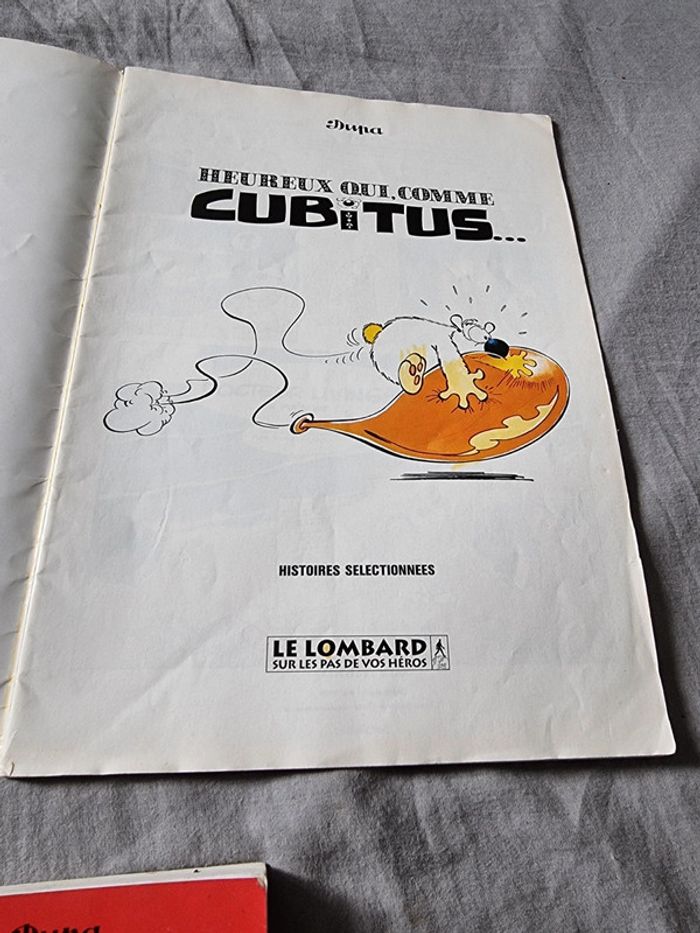 Dupa
HEUREUX QUI, COMME
CUBITUS...
HISTOIRES SELECTIONNEES
LE LOMBARD
SUR LES PAS DE VOS HÉROS
Dupa